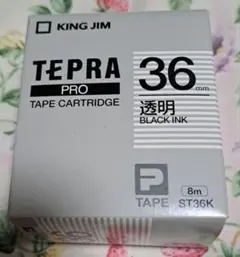 KING JIM
TEPRA
PRO
TAPE CARTRIDGE
36mm
透明
BLACK INK
P
8m
TAPE ST36K